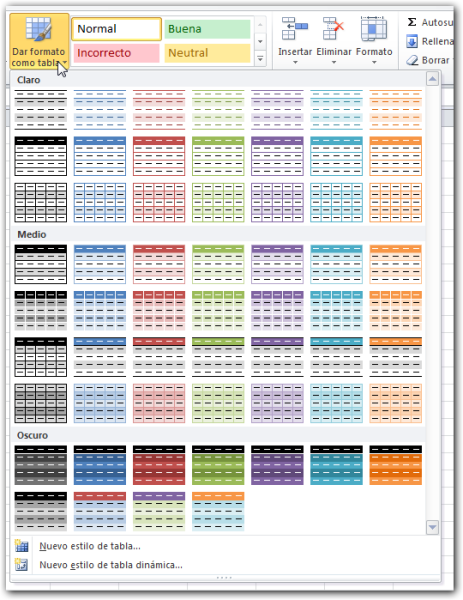 Dar formato
como tabla
Normal
Buena
Incorrecto
Neutral
Insertar
Eliminar
Formato
Σ Autosu
Rellena
Borrar
Claro
Medio
Oscuro
Nuevo estilo de tabla...
Nuevo estilo de tabla dinámica...